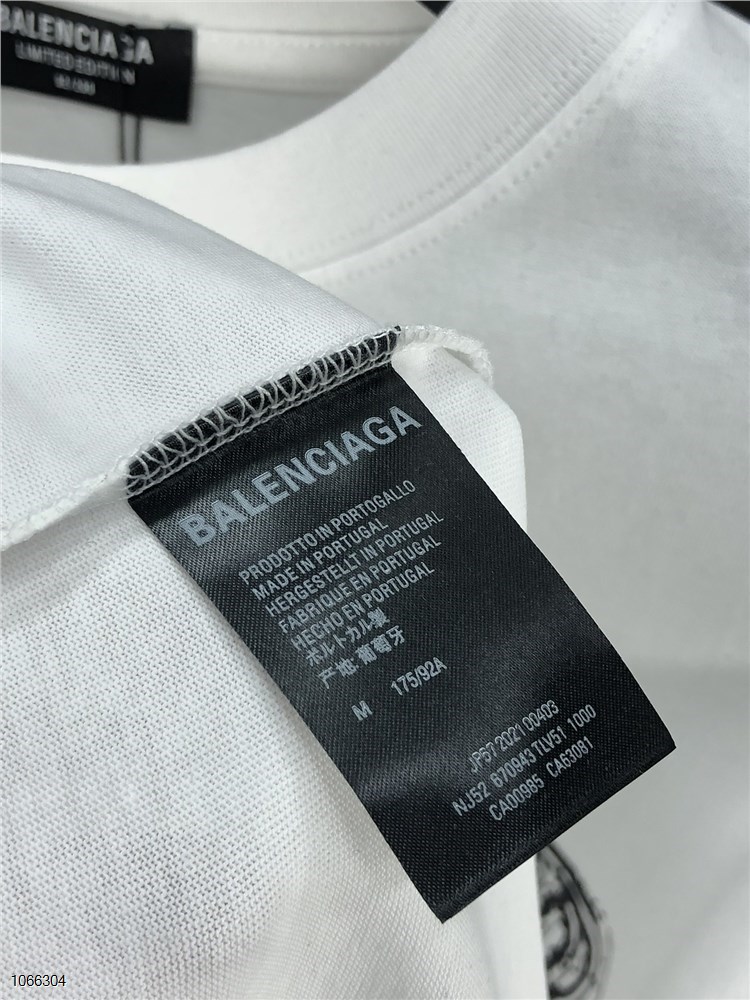 BALENCIAGA
LIMITED EDITION
BALENCIAGA
PRODOTTO IN PORTOGALLO
MADE IN PORTUGAL
HERGESTELLT IN PORTUGAL
FABRIQUE EN PORTUGAL
HECHO EN PORTUGAL
ポルトカル製
产地:葡萄牙
M 175/92A
JP57 2021 00403
NJ52 670943 TLV51 1000
CA00985 CA63081
1066304